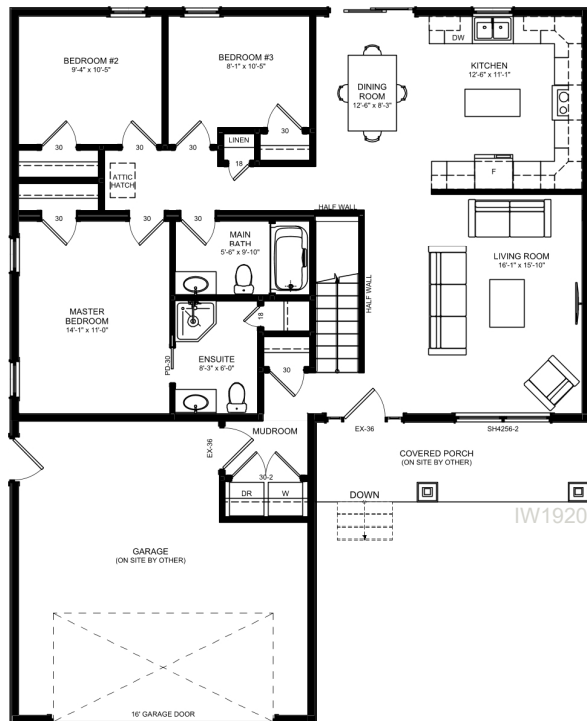 BEDROOM #2
9'-4" x 10'-5"
BEDROOM #3
8'-1" x 10'-5"
DINING
ROOM
12'-6" x 8'-3"
DW
KITCHEN
12'-6" x 11'-1"
F
30
30
30
30
LINEN
18
ATTIC
HATCH
30
30
30
HALF WALL
HALF WALL
MAIN
BATH
5'-6" x 9'-10"
LIVING ROOM
16'-1" x 15'-10"
MASTER
BEDROOM
14'-1" x 11'-0"
18
PD-30
ENSUITE
8'-3" x 6'-0"
30
EX-36
SH4256-2
MUDROOM
EX-36
30-2
DR
W
COVERED PORCH
(ON SITE BY OTHER)
DOWN
IW1920
GARAGE
(ON SITE BY OTHER)
16' GARAGE DOOR